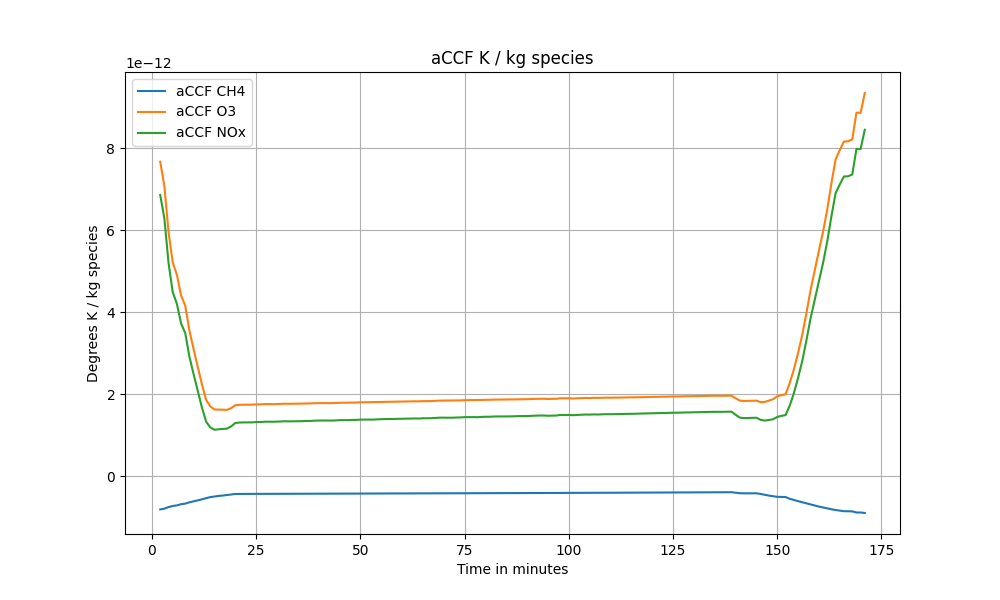 aCCF K / kg species
1e−12
aCCF CH4
aCCF O3
aCCF NOx
Degrees K / kg species
8
6
4
2
0
0 25 50 75 100 125 150 175
Time in minutes